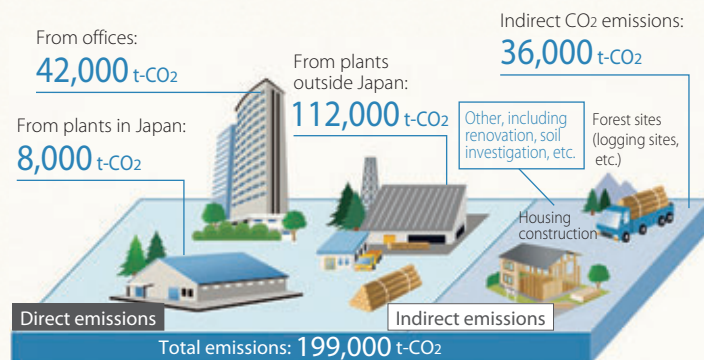 From offices:
42,000 t-CO2
From plants in Japan:
8,000 t-CO2
From plants
outside Japan:
112,000 t-CO2
Indirect CO2 emissions:
36,000 t-CO2
Other, including
renovation, soil
investigation, etc.
Forest sites
(logging sites,
etc.)
Housing
construction
Direct emissions
Indirect emissions
Total emissions: 199,000 t-CO2